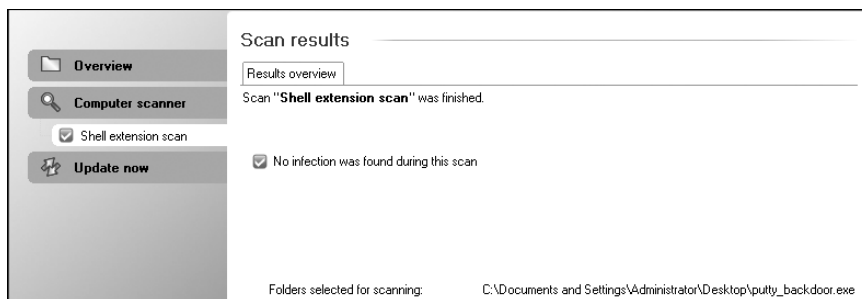 Scan results
Overview
Results overview
Scan "Shell extension scan" was finished.
Computer scanner
Shell extension scan
Update now
No infection was found during this scan
Folders selected for scanning: C:\Documents and Settings\Administrator\Desktop\putty_backdoor.exe